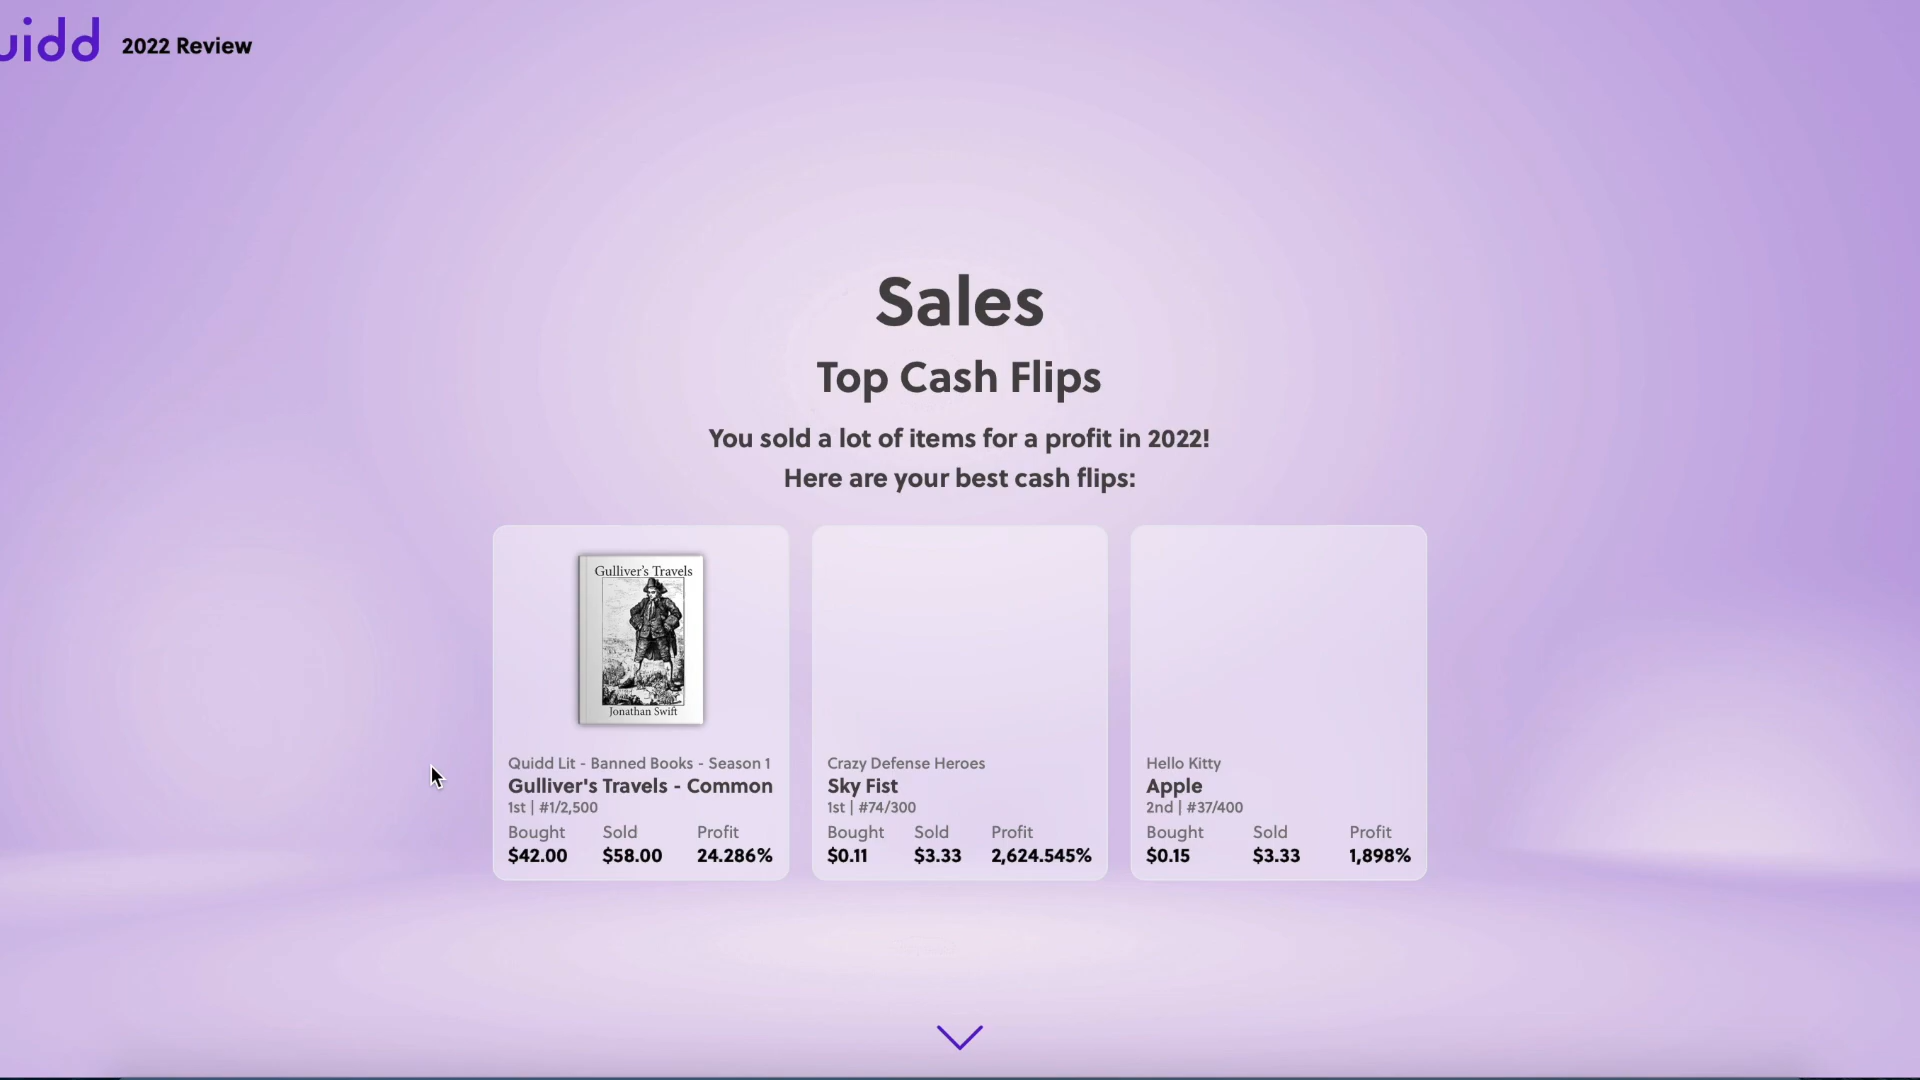 uidd 2022 Review
Sales
Top Cash Flips
You sold a lot of items for a profit in 2022!
Here are your best cash flips:
Gulliver's Travels
Jonathan Swift
Quidd Lit - Banned Books - Season 1
Gulliver's Travels - Common
1st | #1/2,500
Bought Sold Profit
$42.00 $58.00 24.286%
Crazy Defense Heroes
Sky Fist
1st | #74/300
Bought Sold Profit
$0.11 $3.33 2,624.545%
Hello Kitty
Apple
2nd | #37/400
Bought Sold Profit
$0.15 $3.33 1,898%